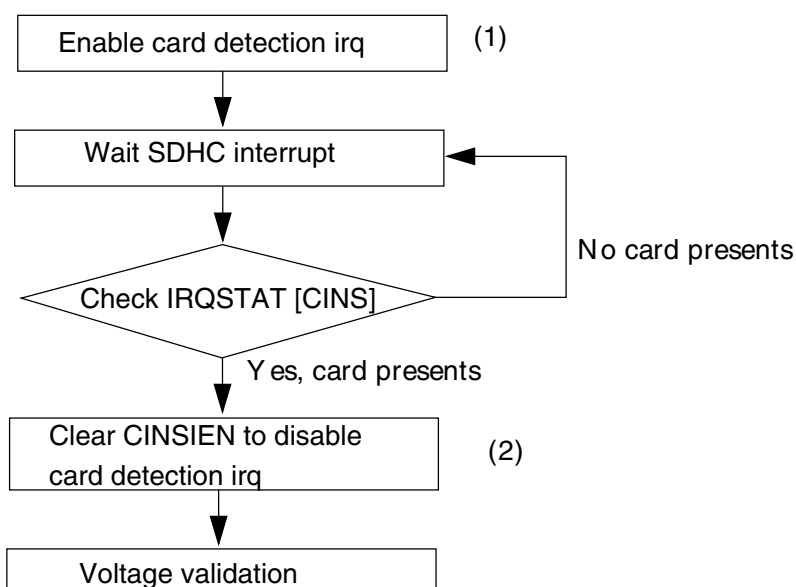 Enable card detection irq
(1)
Wait SDHC interrupt
No card presents
Check IRQSTAT [CINS]
Yes, card presents
Clear CINSIEN to disable
card detection irq
(2)
Voltage validation